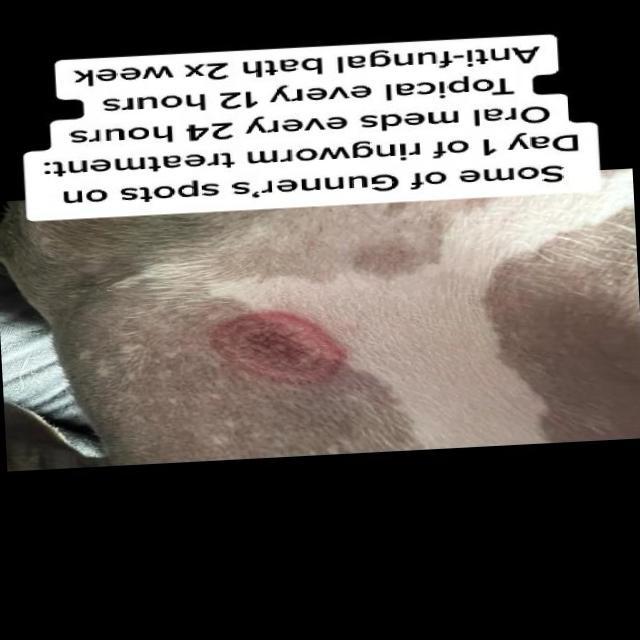 Some of Gunner's spots on
Day 1 of ringworm treatment:
Oral meds every 24 hours
Topical every 12 hours
Anti-fungal bath 2x week